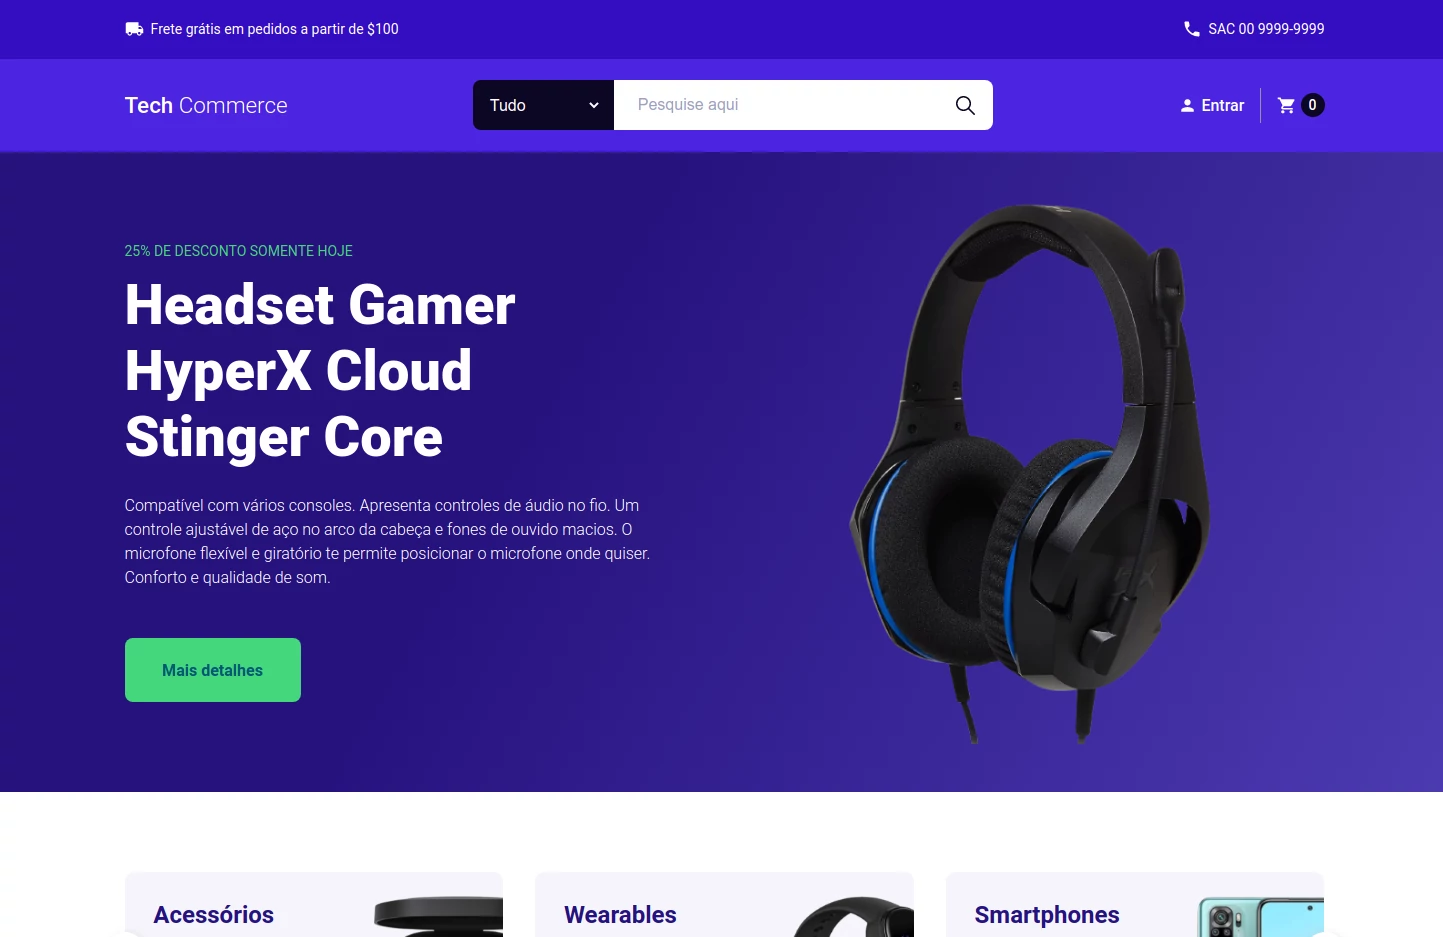 Frete grátis em pedidos a partir de $100
SAC 00 9999-9999
Tech Commerce
Tudo
Pesquise aqui
Entrar
0
25% DE DESCONTO SOMENTE HOJE
Headset Gamer
HyperX Cloud
Stinger Core
Compatível com vários consoles. Apresenta controles de áudio no fio. Um
controle ajustável de aço no arco da cabeça e fones de ouvido macios. O
microfone flexível e giratório te permite posicionar o microfone onde quiser.
Conforto e qualidade de som.
Mais detalhes
Acessórios
Wearables
Smartphones